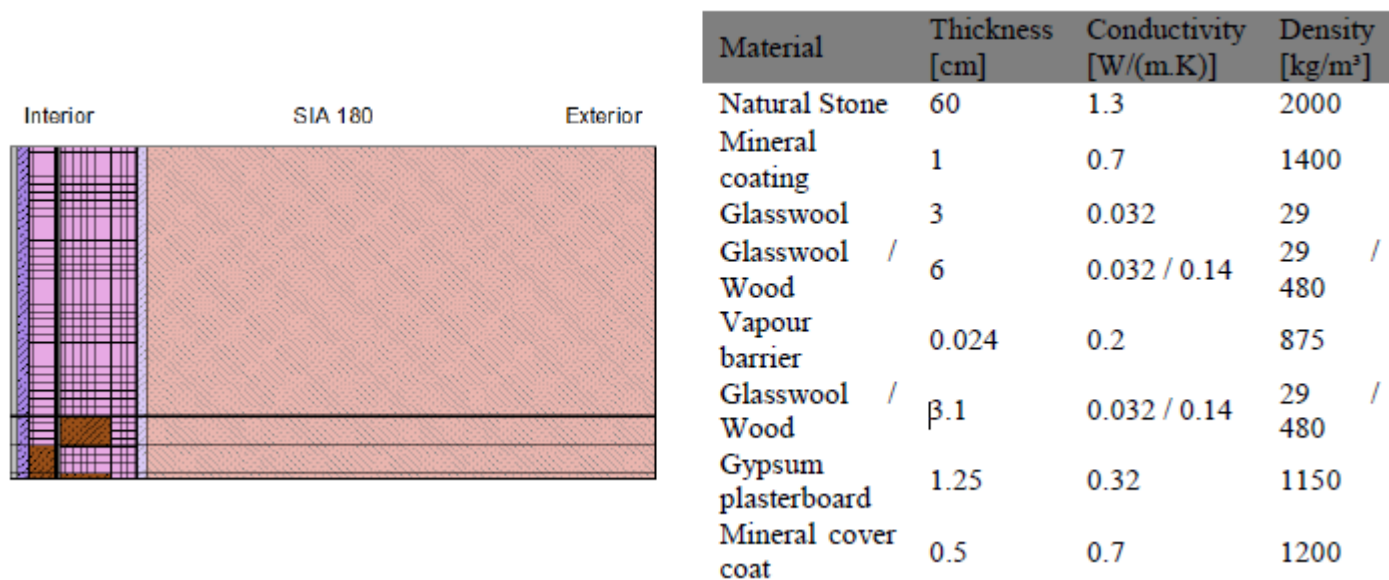 Interior SIA 180 Exterior
Material Thickness [cm] Conductivity [W/(m.K)] Density [kg/m³]
Natural Stone 60 1.3 2000
Mineral coating 1 0.7 1400
Glasswool 3 0.032 29
Glasswool / Wood 6 0.032 / 0.14 29 / 480
Vapour barrier 0.024 0.2 875
Glasswool / Wood 3.1 0.032 / 0.14 29 / 480
Gypsum plasterboard 1.25 0.32 1150
Mineral cover coat 0.5 0.7 1200